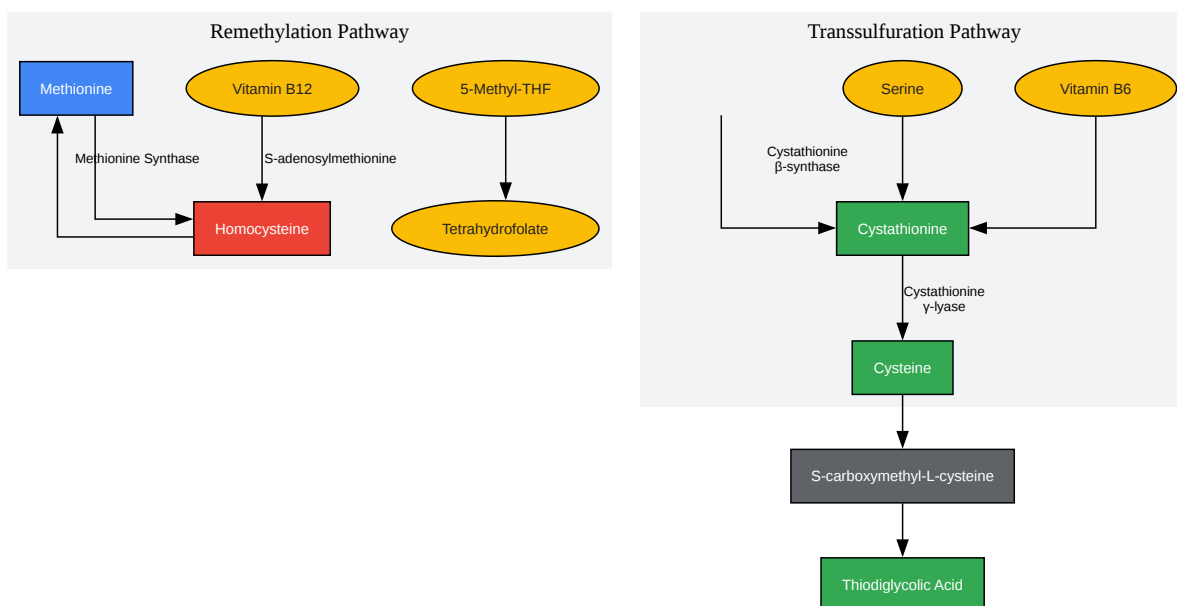 Remethylation Pathway
Methionine
Vitamin B12
5-Methyl-THF
Methionine Synthase
S-adenosylmethionine
Homocysteine
Tetrahydrofolate
Transsulfuration Pathway
Serine
Vitamin B6
Cystathionine
β-synthase
Cystathionine
Cystathionine
γ-lyase
Cysteine
S-carboxymethyl-L-cysteine
Thiodiglycolic Acid